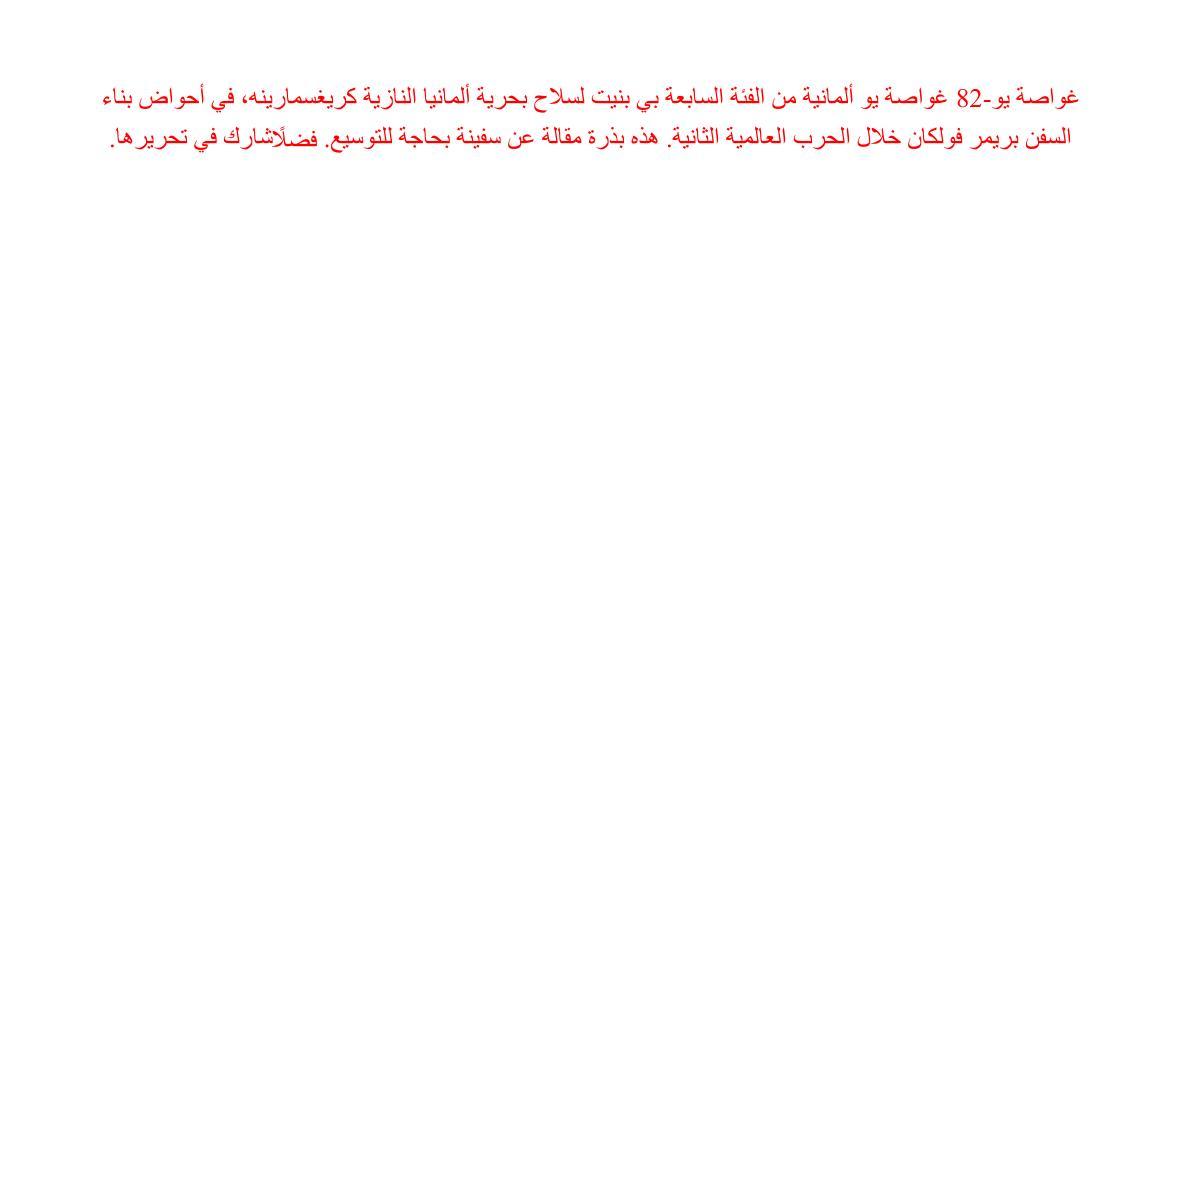 غواصة يو-82 غواصة يو ألمانية من الفئة السابعة بي بنيت لسلاح بحرية ألمانيا النازية كريغسمارينه، في أحواض بناء
السفن بريمر فولكان خلال الحرب العالمية الثانية. هذه بذرة مقالة عن سفينة بحاجة للتوسيع. فضلًاشارك في تحريرها.